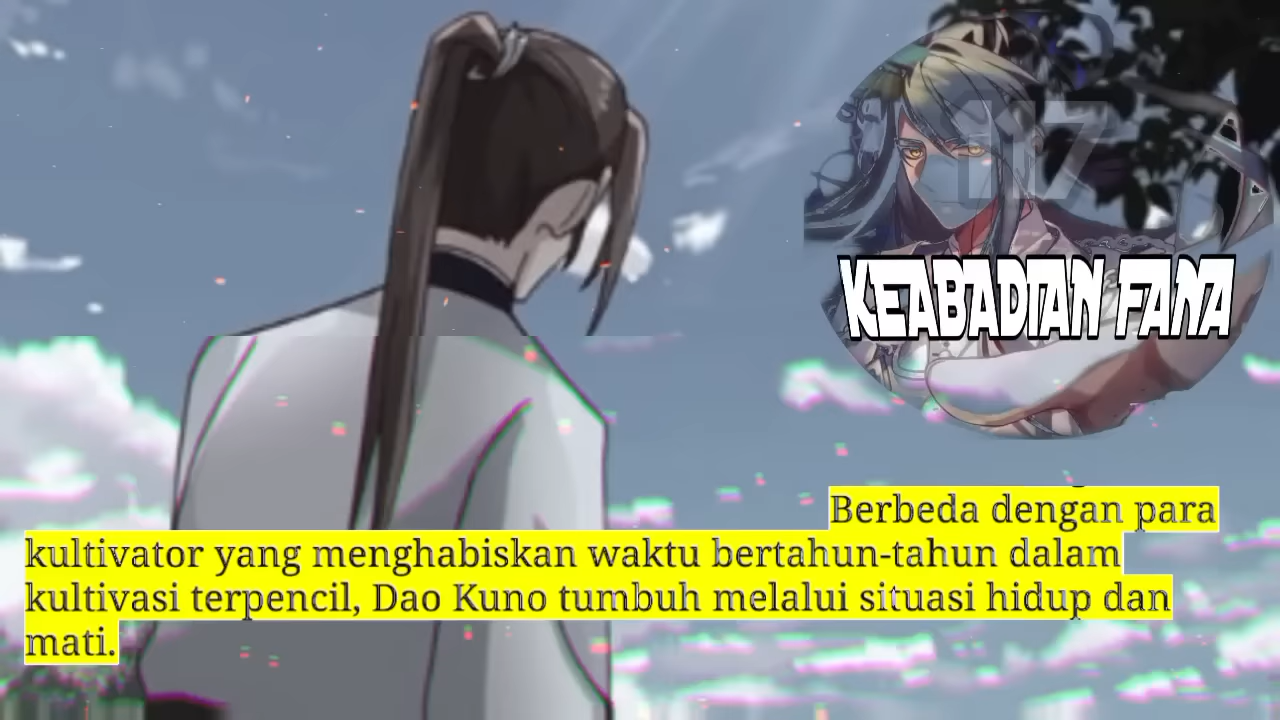 117
KEABADIAN FANA
Berbeda dengan para
kultivator yang menghabiskan waktu bertahun-tahun dalam
kultivasi terpencil, Dao Kuno tumbuh melalui situasi hidup dan
mati.